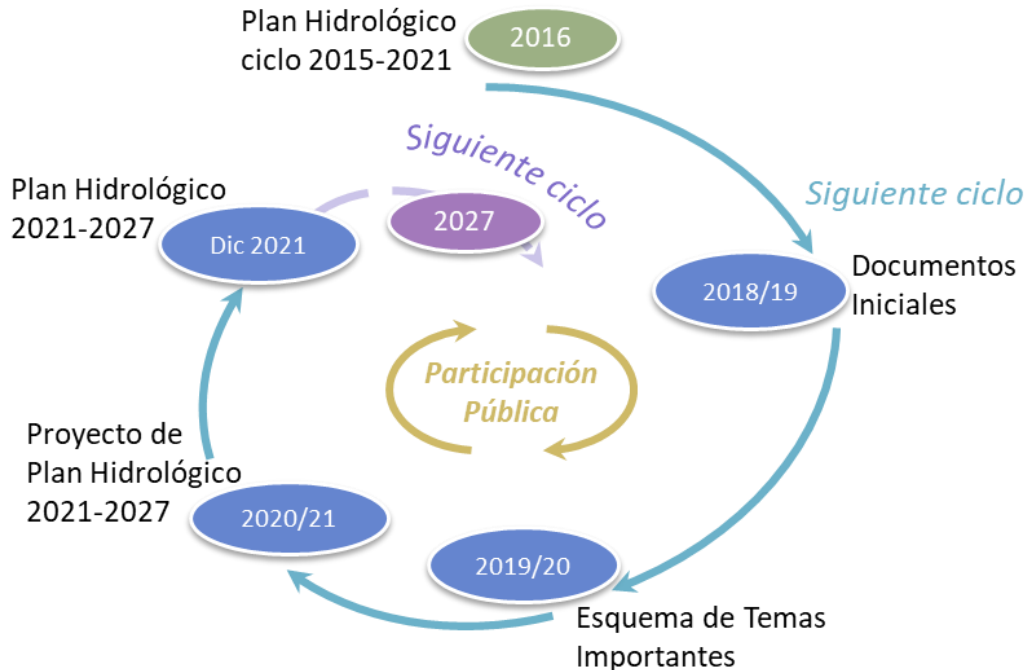 Plan Hidrológico
ciclo 2015-2021
2016
Siguiente ciclo
Siguiente ciclo
Plan Hidrológico
2021-2027
Dic 2021
2027
2018/19
Documentos
Iniciales
Participación
Pública
Proyecto de
Plan Hidrológico
2021-2027
2020/21
2019/20
Esquema de Temas
Importantes